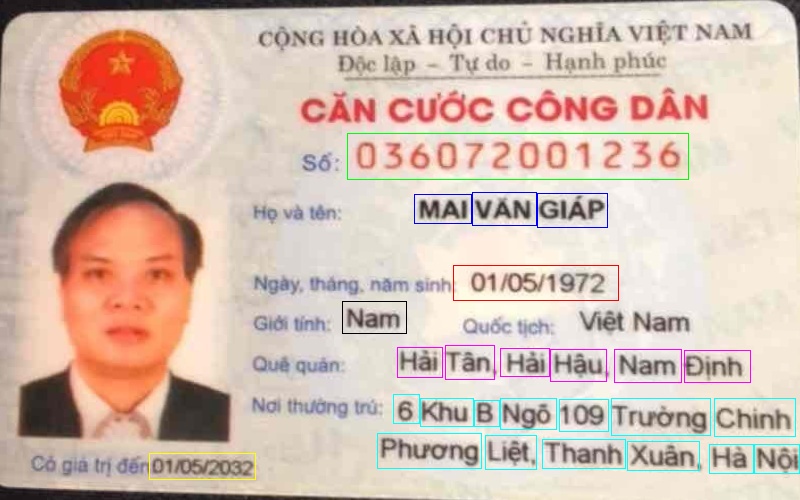 CỘNG HÒA XÃ HỘI CHỦ NGHĨA VIỆT NAM
Độc lập - Tự do - Hạnh phúc
CĂN CƯỚC CÔNG DÂN
Số: 036072001236
Họ và tên: MAI VĂN GIÁP
Ngày, tháng, năm sinh: 01/05/1972
Giới tính: Nam Quốc tịch: Việt Nam
Quê quán: Hải Tân, Hải Hậu, Nam Định
Nơi thường trú: 6 Khu B Ngõ 109 Trường Chinh
Phương Liệt, Thanh Xuân, Hà Nội
Có giá trị đến 01/05/2032